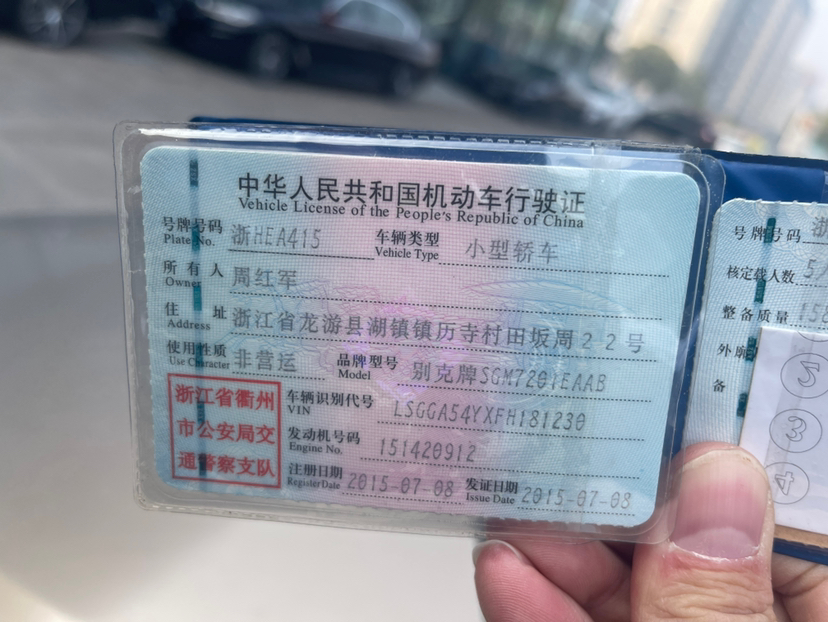 中华人民共和国机动车行驶证
Vehicle License of the People's Republic of China
号牌号码 浙HEA415 车辆类型 小型轿车
Plate No. Vehicle Type
所有人 周红军
Owner
住址 浙江省龙游县湖镇镇历寺村田坂周22号
Address
使用性质 非营运 品牌型号 别克牌SGM7201EAAB
Use Character Model
浙江省衢州
市公安局交
通警察支队
车辆识别代号 LSGGA54YXFH181230
VIN
发动机号码 151420912
Engine No.
注册日期 2015-07-08 发证日期 2015-07-08
Register Date Issue Date
号牌号码 浙
核定载人数 5
整备质量 158
外廓
备
5
3
4